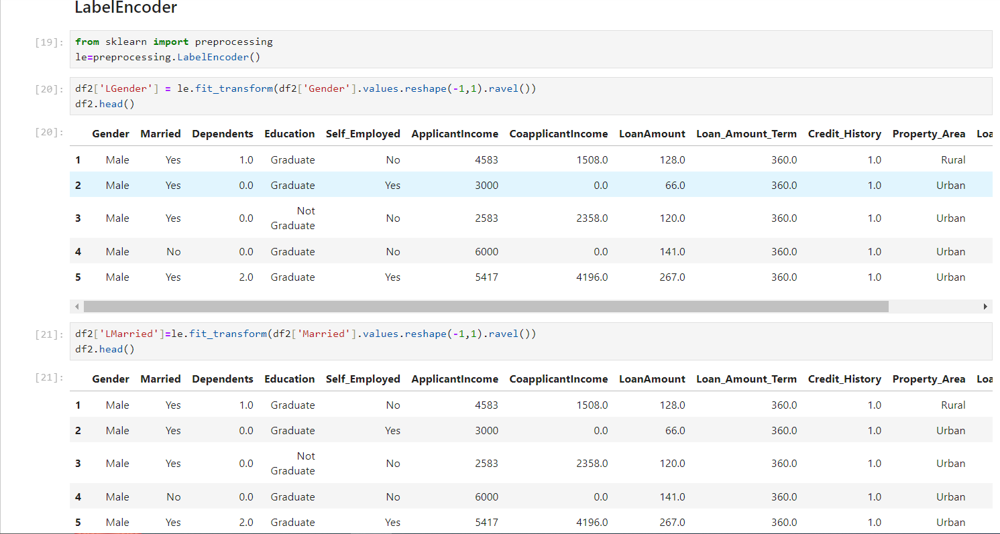 LabelEncoder
[19]:
from sklearn import preprocessing
le=preprocessing.LabelEncoder()
[20]:
df2['LGender'] = le.fit_transform(df2['Gender'].values.reshape(-1,1).ravel())
df2.head()
[20]:
Gender Married Dependents Education Self_Employed ApplicantIncome CoapplicantIncome LoanAmount Loan_Amount_Term Credit_History Property_Area Loa
1 Male Yes 1.0 Graduate No 4583 1508.0 128.0 360.0 1.0 Rural
2 Male Yes 0.0 Graduate Yes 3000 0.0 66.0 360.0 1.0 Urban
3 Male Yes 0.0 Not Graduate No 2583 2358.0 120.0 360.0 1.0 Urban
4 Male No 0.0 Graduate No 6000 0.0 141.0 360.0 1.0 Urban
5 Male Yes 2.0 Graduate Yes 5417 4196.0 267.0 360.0 1.0 Urban
[21]:
df2['LMarried']=le.fit_transform(df2['Married'].values.reshape(-1,1).ravel())
df2.head()
[21]:
Gender Married Dependents Education Self_Employed ApplicantIncome CoapplicantIncome LoanAmount Loan_Amount_Term Credit_History Property_Area Loa
1 Male Yes 1.0 Graduate No 4583 1508.0 128.0 360.0 1.0 Rural
2 Male Yes 0.0 Graduate Yes 3000 0.0 66.0 360.0 1.0 Urban
3 Male Yes 0.0 Not Graduate No 2583 2358.0 120.0 360.0 1.0 Urban
4 Male No 0.0 Graduate No 6000 0.0 141.0 360.0 1.0 Urban
5 Male Yes 2.0 Graduate Yes 5417 4196.0 267.0 360.0 1.0 Urban